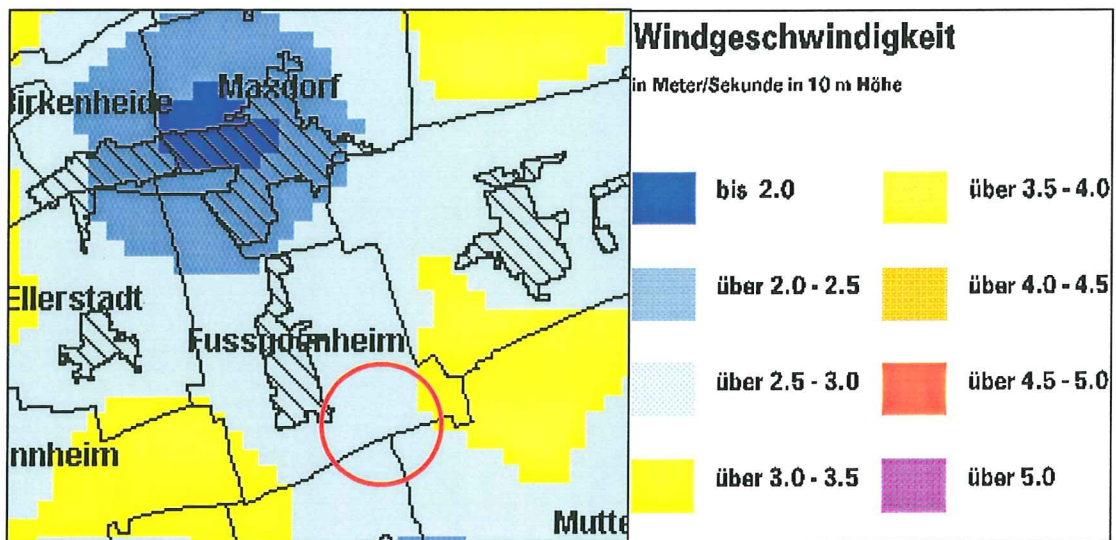 Maxdorf
Birkenheide
Ellerstadt
Fussgoenheim
nnheim
Mutte
Windgeschwindigkeit
in Meter/Sekunde in 10 m Höhe
bis 2.0
über 2.0 - 2.5
über 2.5 - 3.0
über 3.0 - 3.5
über 3.5 - 4.0
über 4.0 - 4.5
über 4.5 - 5.0
über 5.0